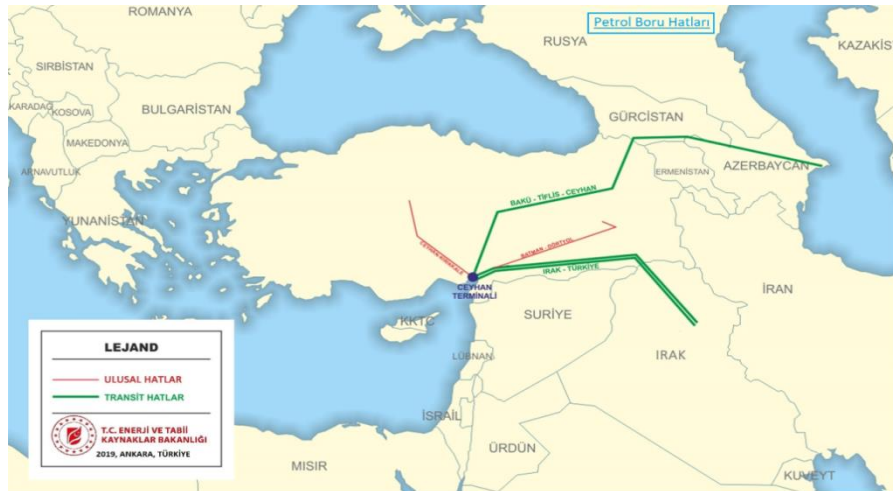 ROMANYA
Petrol Boru Hatları
RUSYA
KAZAKİST
SIRBİSTAN
KARADAĞ
KOSOVA
BULGARİSTAN
GÜRCİSTAN
MAKEDONYA
ARNAVUTLUK
AZERBAYCAN
ERMENİSTAN
BAKÜ - TİFLİS - CEYHAN
YUNANİSTAN
BATMAN - DÖRTYOL
CEYHAN-KIRIKKALE
IRAK - TÜRKİYE
CEYHAN
TERMİNALİ
İRAN
SURİYE
KKTC
IRAK
LÜBNAN
LEJAND
ULUSAL HATLAR
TRANSİT HATLAR
İSRAİL
T.C. ENERJİ VE TABİİ
KAYNAKLAR BAKANLIĞI
2019, ANKARA, TÜRKİYE
ÜRDÜN
MISIR
KUVEYT